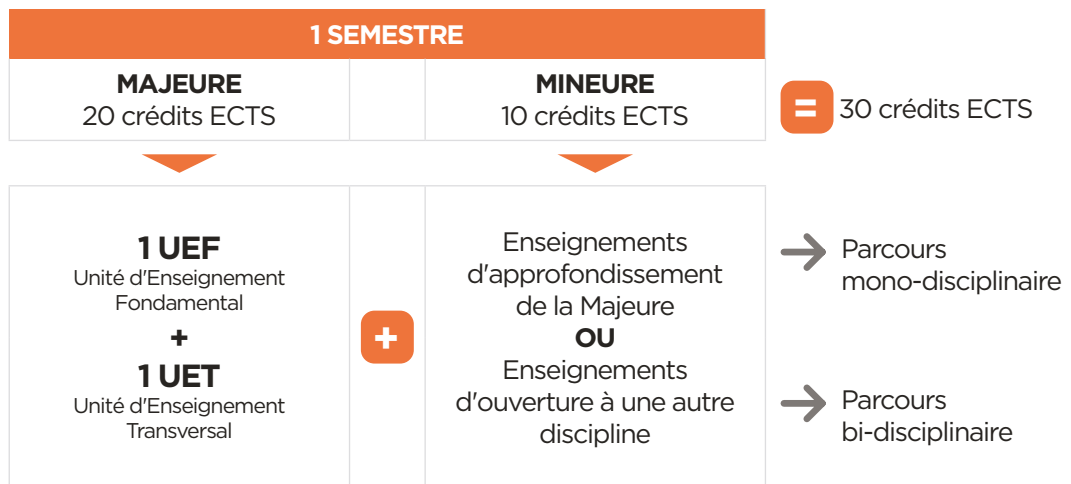 1 SEMESTRE
MAJEURE
20 crédits ECTS
MINEURE
10 crédits ECTS
=
30 crédits ECTS
1 UEF
Unité d'Enseignement
Fondamental
+
1 UET
Unité d'Enseignement
Transversal
+
Enseignements
d'approfondissement
de la Majeure
OU
Enseignements
d'ouverture à une autre
discipline
Parcours
mono-disciplinaire
Parcours
bi-disciplinaire